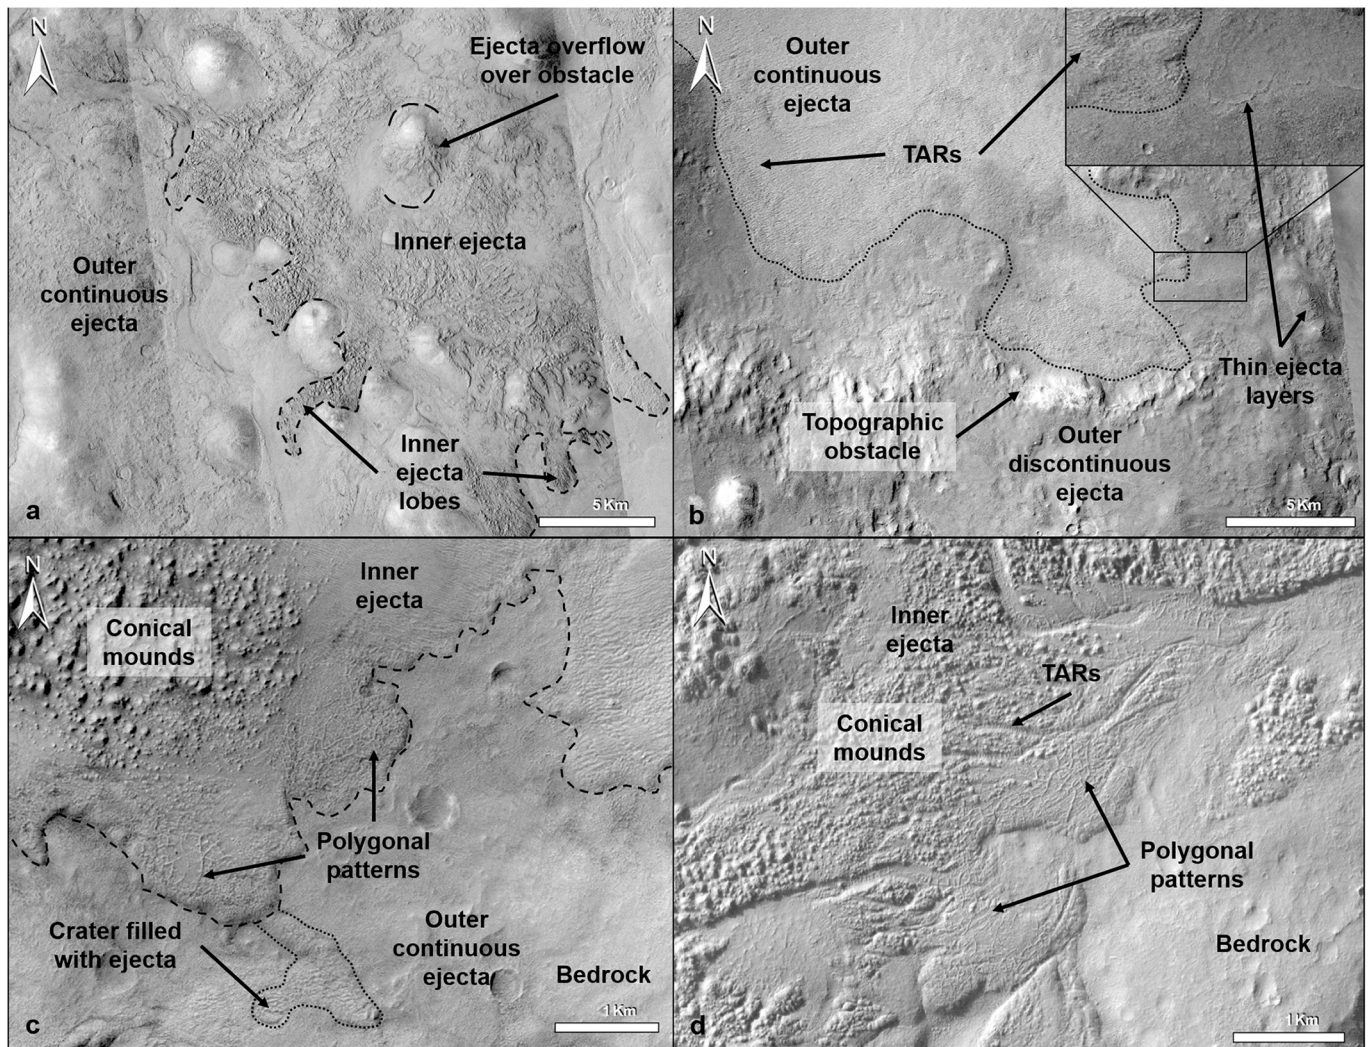 N
Ejecta overflow
over obstacle
Inner ejecta
Outer
continuous
ejecta
Inner
ejecta
lobes
a
5 Km
N
Outer
continuous
ejecta
TARs
Thin ejecta
layers
Topographic
obstacle
Outer
discontinuous
ejecta
b
5 Km
N
Inner
ejecta
Conical
mounds
Polygonal
patterns
Crater filled
with ejecta
Outer
continuous
ejecta
Bedrock
c
1 Km
N
Inner
ejecta
TARs
Conical
mounds
Polygonal
patterns
Bedrock
d
1 Km